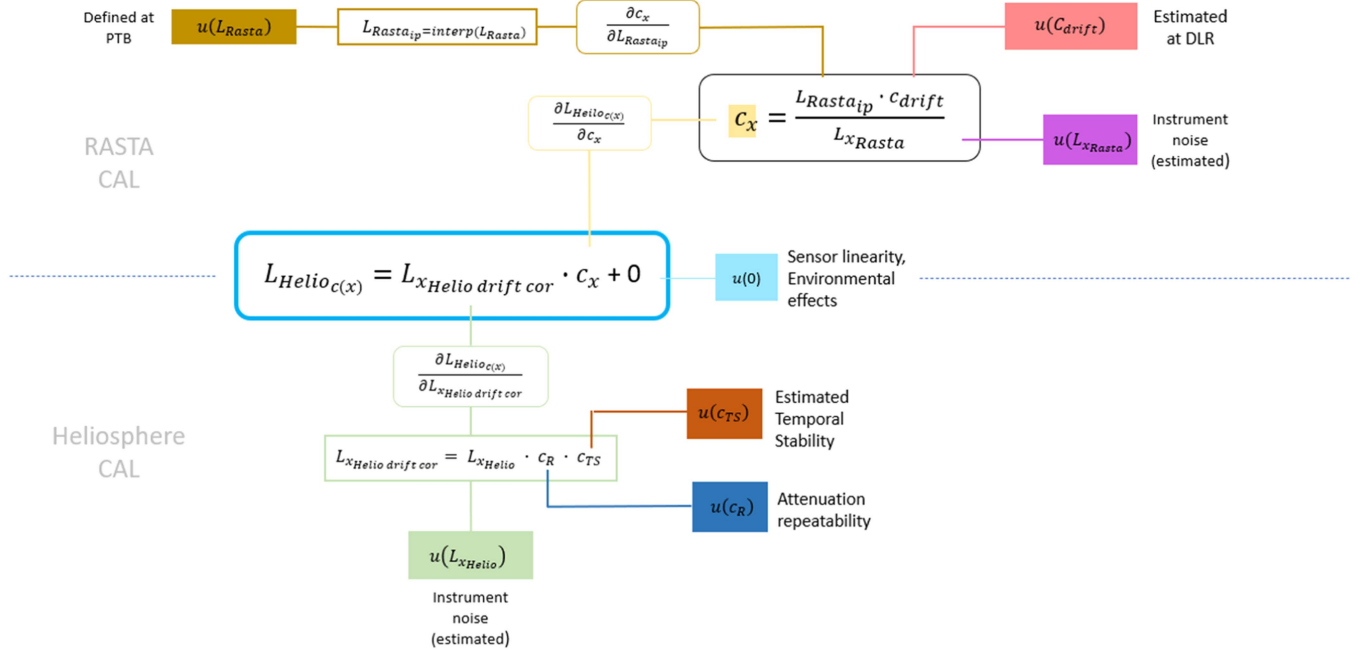 Defined at
PTB
u(L_Rasta)
L_Rasta_ip=interp(L_Rasta)
∂c_x
∂L_Rasta_ip
u(C_drift)
Estimated
at DLR
∂L_Heilo_c(x)
∂c_x
c_x = L_Rasta_ip · c_drift
L_x_Rasta
u(L_x_Rasta)
Instrument
noise
(estimated)
RASTA
CAL
L_Helio_c(x) = L_x_Helio drift cor · c_x + 0
u(0)
Sensor linearity,
Environmental
effects
∂L_Helio_c(x)
∂L_x_Helio drift cor
Heliosphere
CAL
L_x_Helio drift cor = L_x_Helio · c_R · c_TS
u(c_TS)
Estimated
Temporal
Stability
u(c_R)
Attenuation
repeatability
u(L_x_Helio)
Instrument
noise
(estimated)